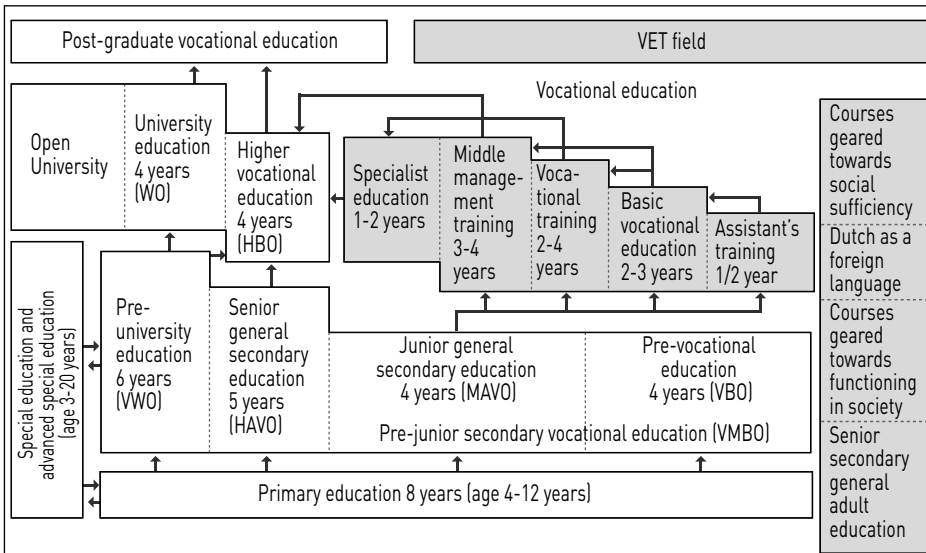 Post-graduate vocational education
VET field
Vocational education
Open
University
University
education
4 years
(WO)
Higher
vocational
education
4 years
(HBO)
Specialist
education
1-2 years
Middle
manage-
ment
training
3-4
years
Voca-
tional
training
2-4
years
Basic
vocational
education
2-3 years
Assistant's
training
1/2 year
Courses
geared
towards
social
sufficiency
Dutch as a
foreign
language
Courses
geared
towards
functioning
in society
Senior
secondary
general
adult
education
Special education and
advanced special education
(age 3-20 years)
Pre-
university
education
6 years
(VWO)
Senior
general
secondary
education
5 years
(HAVO)
Junior general
secondary education
4 years (MAVO)
Pre-vocational
education
4 years (VBO)
Pre-junior secondary vocational education (VMBO)
Primary education 8 years (age 4-12 years)